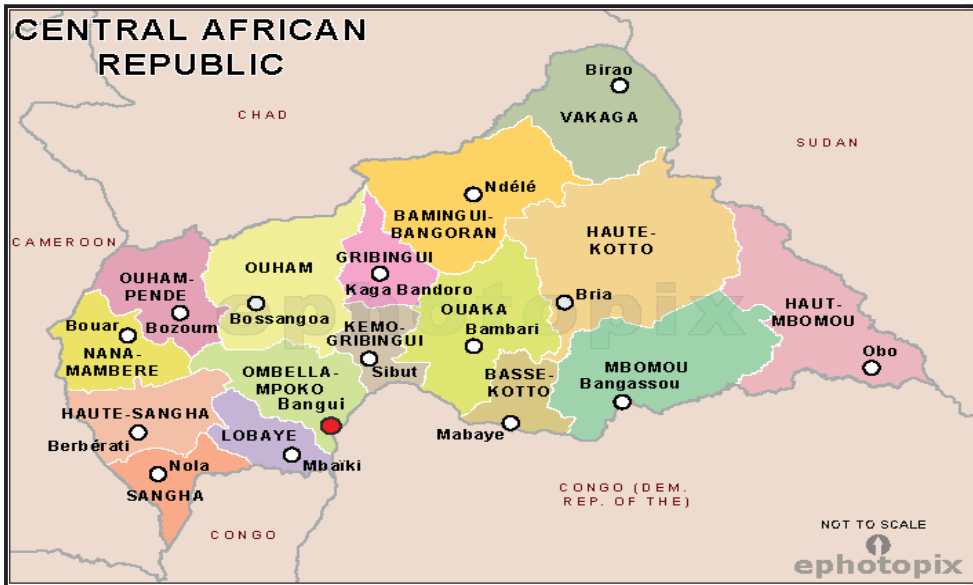 CENTRAL AFRICAN
REPUBLIC
CHAD
SUDAN
CAMEROON
Birao
VAKAGA
Ndélé
BAMINGUI-
BANGORAN
HAUTE-
KOTTO
OUHAM
GRIBINGUI
Kaga Bandoro
OUHAM-
PENDE
Bozoum
Bossangoa
KEMO-
GRIBINGUI
Sibut
OUAKA
Bambari
Bria
HAUT-
MBOMOU
Obo
Bouar
NANA-
MAMBERE
OMBELLA-
MPOKO
Bangui
BASSE-
KOTTO
Mabaye
MBOMOU
Bangassou
HAUTE-SANGHA
Berbérati
LOBAYE
Mbaïki
Nola
SANGHA
CONGO
CONGO (DEM.
REP. OF THE)
ephotopix
NOT TO SCALE
ephotopix